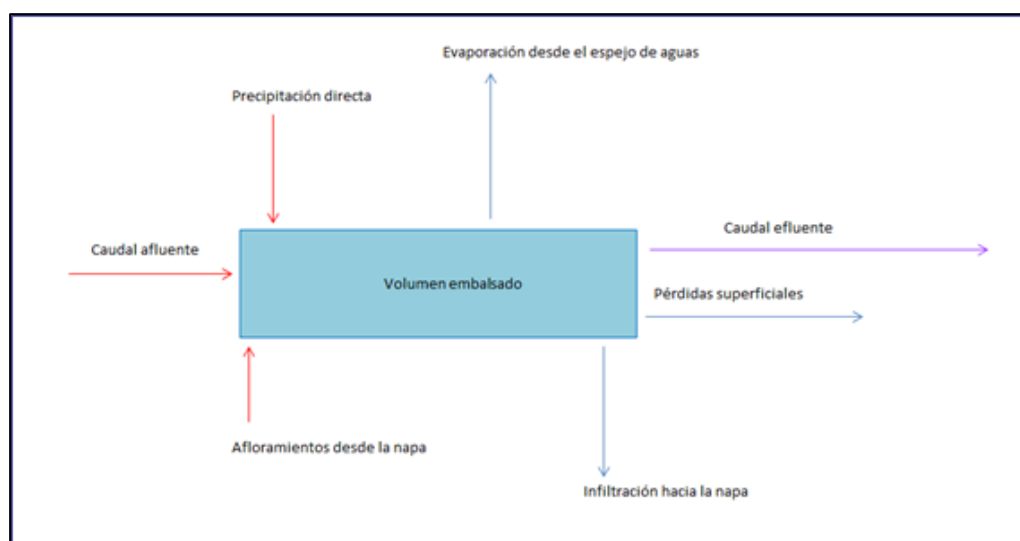 Evaporación desde el espejo de aguas
Precipitación directa
Caudal afluente
Caudal efluente
Volumen embalsado
Pérdidas superficiales
Afloramientos desde la napa
Infiltración hacia la napa